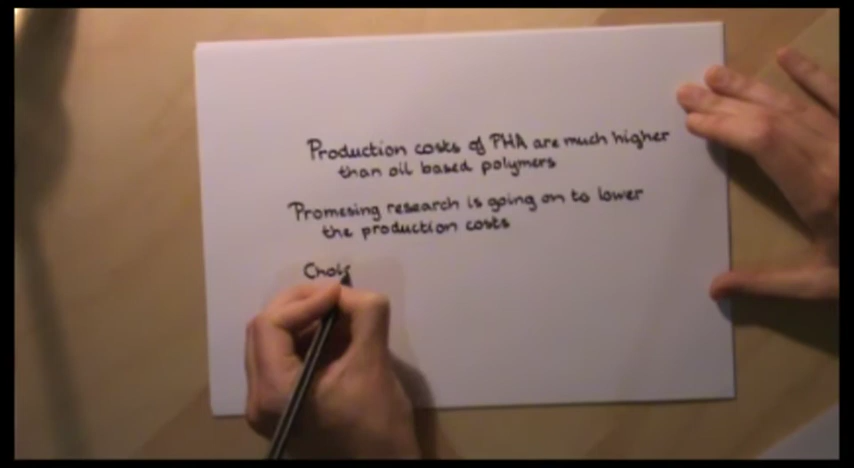 Production costs of PHA are much higher
than oil based polymers
Promesing research is going on to lower
the production costs